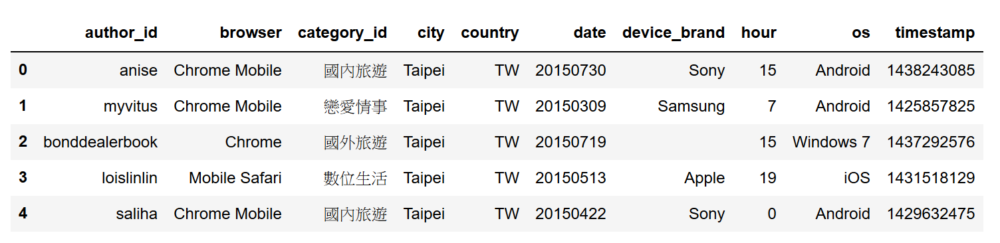 author_id browser category_id city country date device_brand hour os timestamp
0 anise Chrome Mobile 國內旅遊 Taipei TW 20150730 Sony 15 Android 1438243085
1 myvitus Chrome Mobile 戀愛情事 Taipei TW 20150309 Samsung 7 Android 1425857825
2 bonddealerbook Chrome 國外旅遊 Taipei TW 20150719 15 Windows 7 1437292576
3 loislinlin Mobile Safari 數位生活 Taipei TW 20150513 Apple 19 iOS 1431518129
4 saliha Chrome Mobile 國內旅遊 Taipei TW 20150422 Sony 0 Android 1429632475